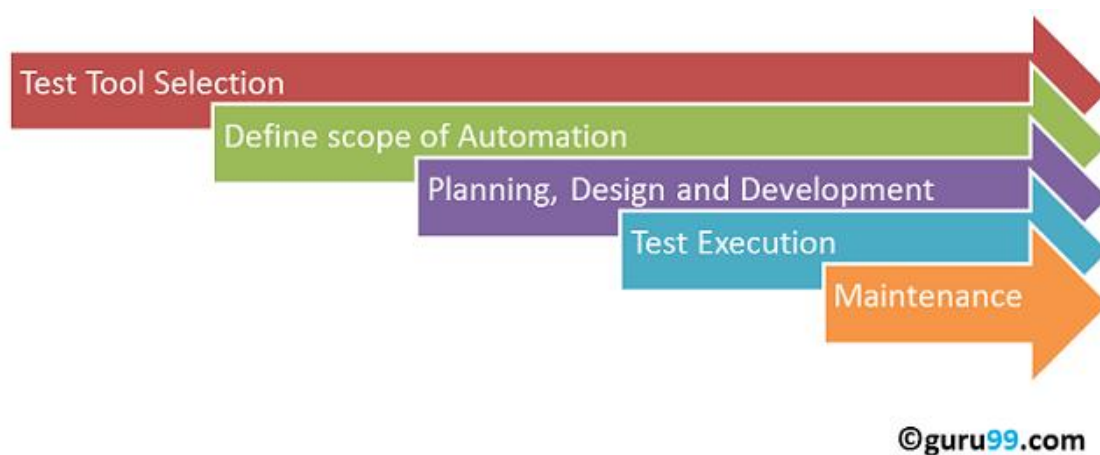 Test Tool Selection
Define scope of Automation
Planning, Design and Development
Test Execution
Maintenance
©guru99.com